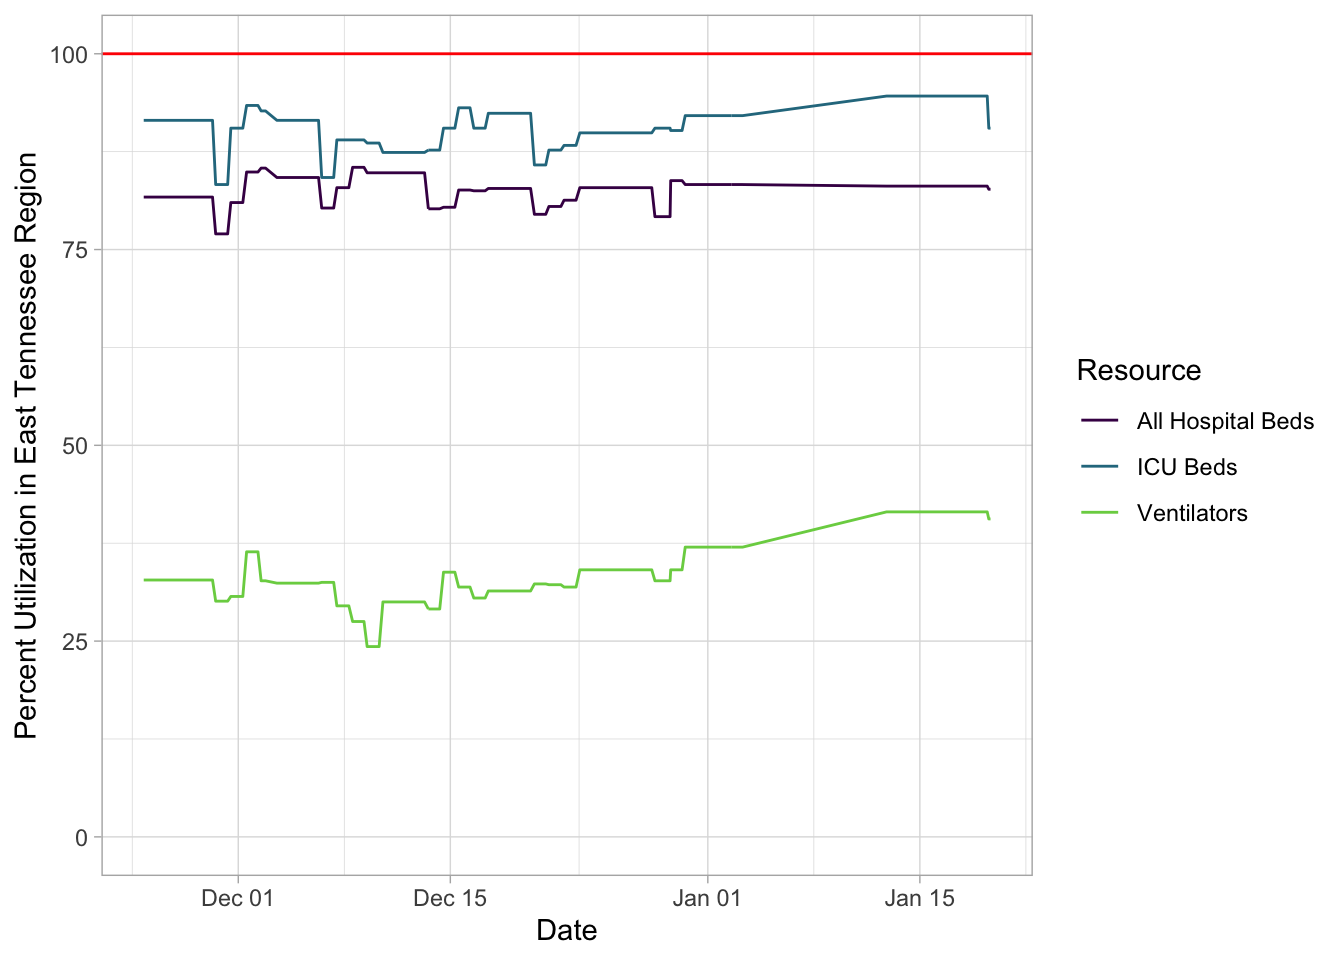 Percent Utilization in East Tennessee Region
100
75
50
25
0
Dec 01
Dec 15
Jan 01
Jan 15
Date
Resource
All Hospital Beds
ICU Beds
Ventilators